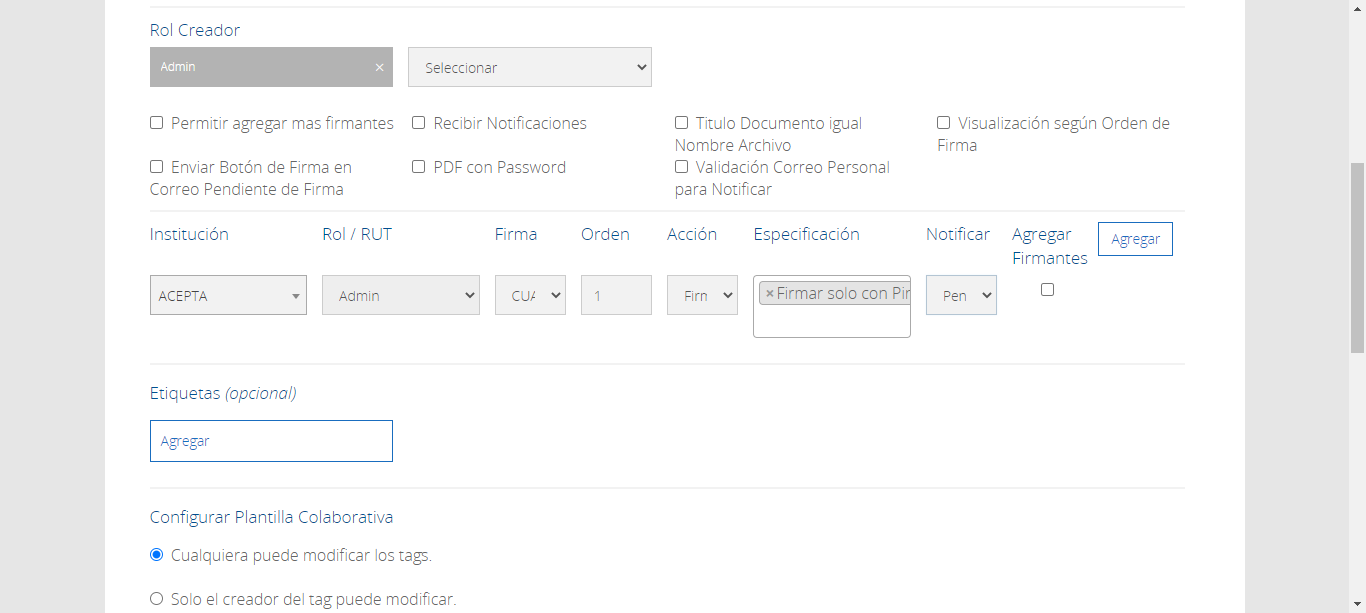 Rol Creador
Admin ×
Seleccionar
Permitir agregar mas firmantes
Recibir Notificaciones
Titulo Documento igual
Nombre Archivo
Visualización según Orden de
Firma
Enviar Botón de Firma en
Correo Pendiente de Firma
PDF con Password
Validación Correo Personal
para Notificar
Institución Rol / RUT Firma Orden Acción Especificación Notificar Agregar
Firmantes
Agregar
ACEPTA Admin CUA 1 Firn ×Firmar solo con Pin Pen
Etiquetas (opcional)
Agregar
Configurar Plantilla Colaborativa
Cualquiera puede modificar los tags.
Solo el creador del tag puede modificar.